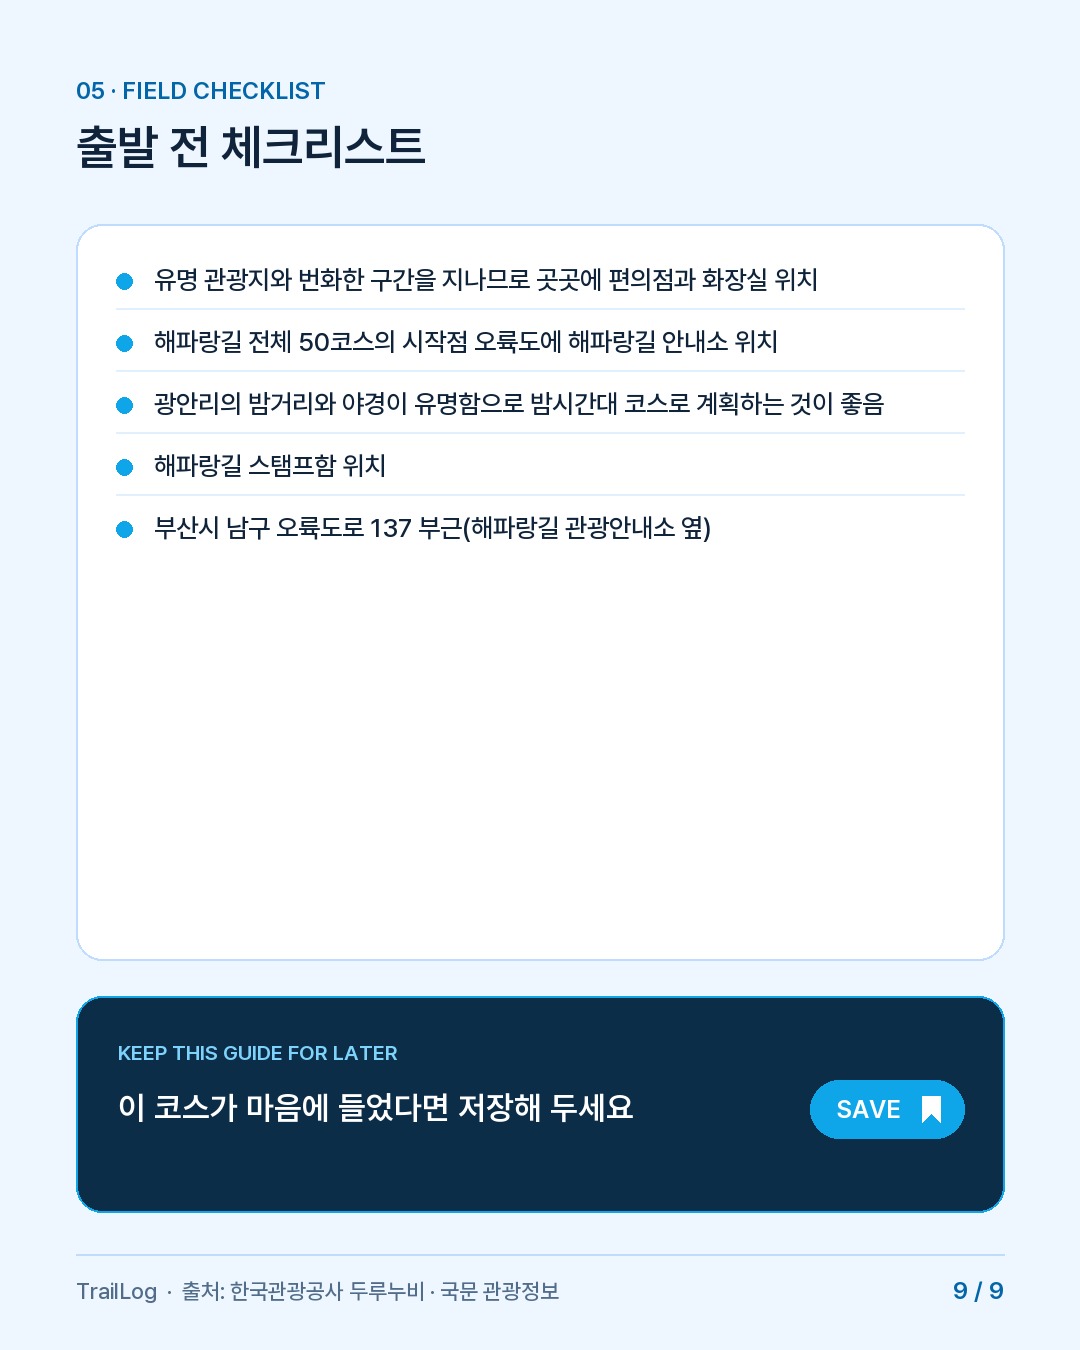 05 · FIELD CHECKLIST
출발 전 체크리스트
유명 관광지와 번화한 구간을 지나므로 곳곳에 편의점과 화장실 위치
해파랑길 전체 50코스의 시작점 오륙도에 해파랑길 안내소 위치
광안리의 밤거리와 야경이 유명함으로 밤시간대 코스로 계획하는 것이 좋음
해파랑길 스탬프함 위치
부산시 남구 오륙도로 137 부근(해파랑길 관광안내소 옆)
KEEP THIS GUIDE FOR LATER
이 코스가 마음에 들었다면 저장해 두세요
SAVE
TrailLog · 출처: 한국관광공사 두루누비 · 국문 관광정보
9 / 9